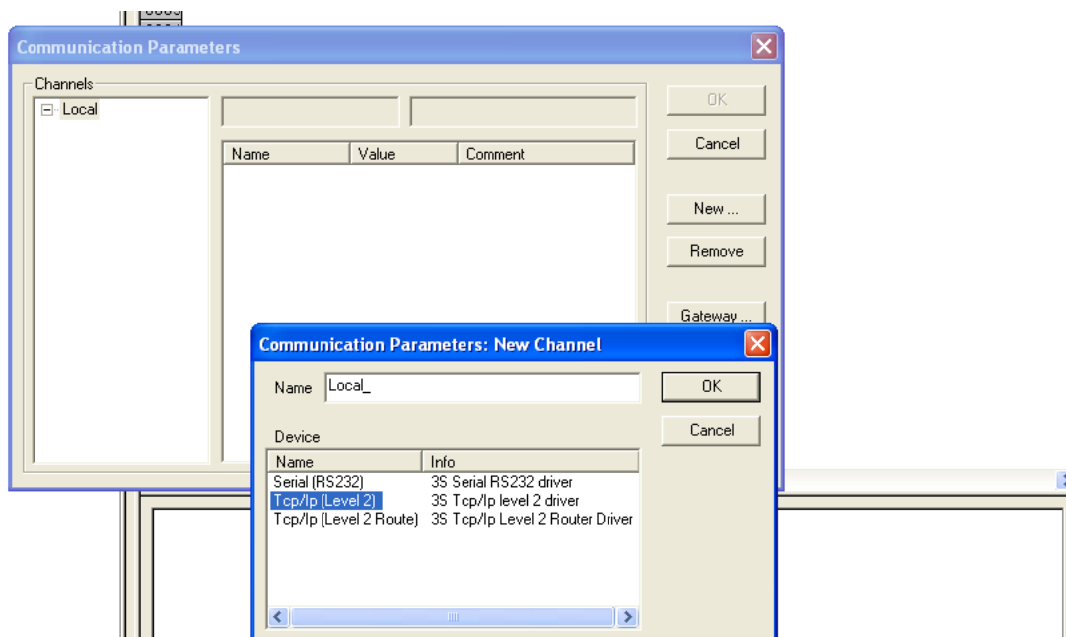 Communication Parameters
Channels
Local
OK
Cancel
Name Value Comment
New ...
Remove
Gateway ...
Communication Parameters: New Channel
Name Local_
OK
Cancel
Device
Name Info
Serial (RS232) 3S Serial RS232 driver
Tcp/Ip (Level 2) 3S Tcp/Ip level 2 driver
Tcp/Ip (Level 2 Route) 3S Tcp/Ip Level 2 Router Driver